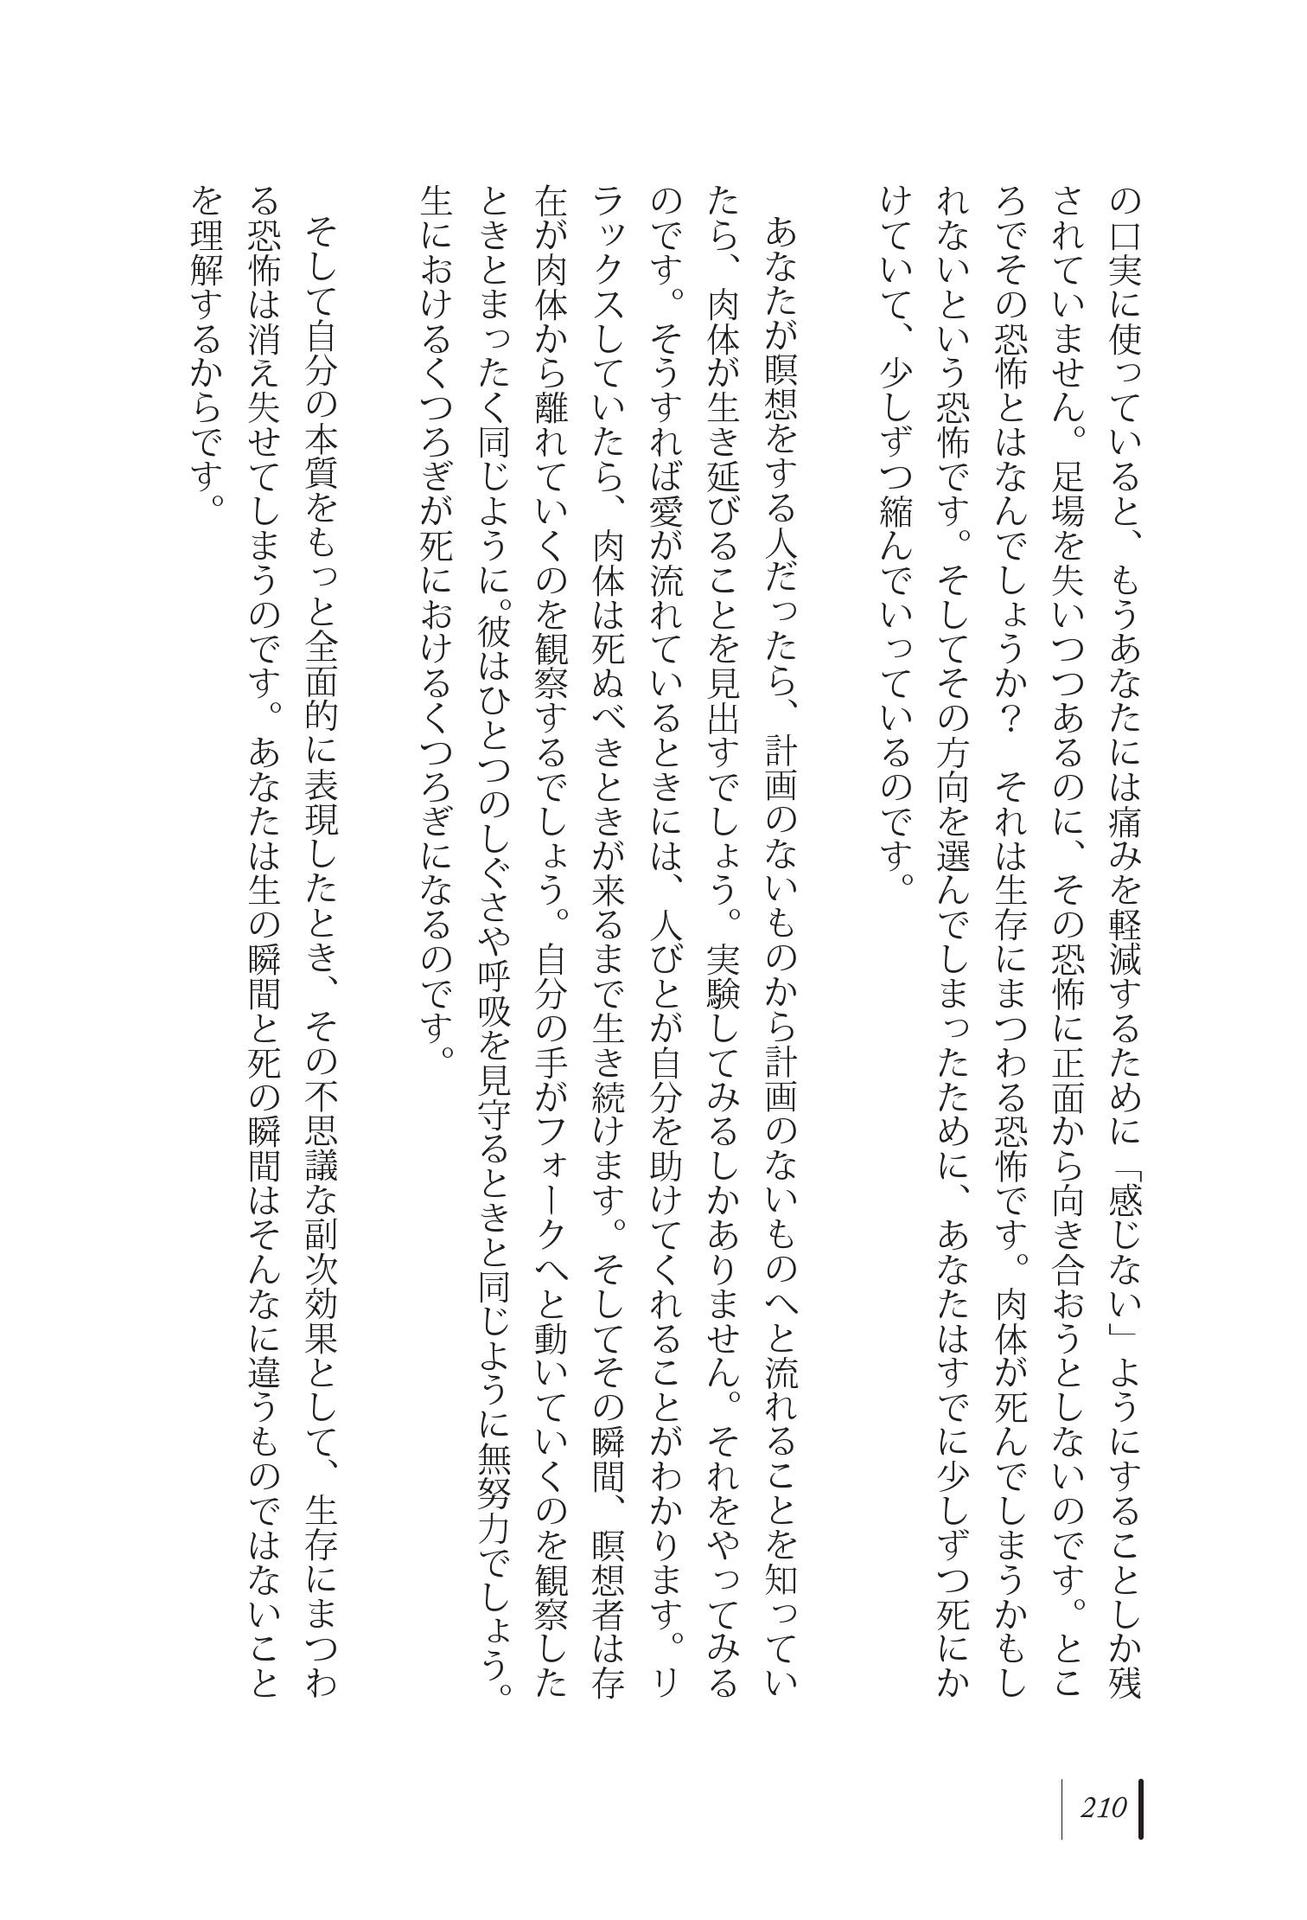 の口実に使っていると、もうあなたには痛みを軽減するために「感じない」ようにすることしか残
されていません。足場を失いつつあるのに、その恐怖に正面から向き合おうとしないのです。とこ
ろでその恐怖とはなんでしょうか？　それは生存にまつわる恐怖です。肉体が死んでしまうかもし
れないという恐怖です。そしてその方向を選んでしまったために、あなたはすでに少しずつ死にか
けていて、少しずつ縮んでいっているのです。
あなたが瞑想をする人だったら、計画のないものから計画のないものへと流れることを知ってい
たら、肉体が生き延びることを見出すでしょう。実験してみるしかありません。それをやってみる
のです。そうすれば愛が流れているときには、人びとが自分を助けてくれることがわかります。リ
ラックスしていたら、肉体は死ぬべきときが来るまで生き続けます。そしてその瞬間、瞑想者は存
在が肉体から離れていくのを観察するでしょう。自分の手がフォークへと動いていくのを観察した
ときとまったく同じように。彼はひとつのしぐさや呼吸を見守るときと同じように無努力でしょう。
生におけるくつろぎが死におけるくつろぎになるのです。
そして自分の本質をもっと全面的に表現したとき、その不思議な副次効果として、生存にまつわ
る恐怖は消え失せてしまうのです。あなたは生の瞬間と死の瞬間はそんなに違うものではないこと
を理解するからです。
210